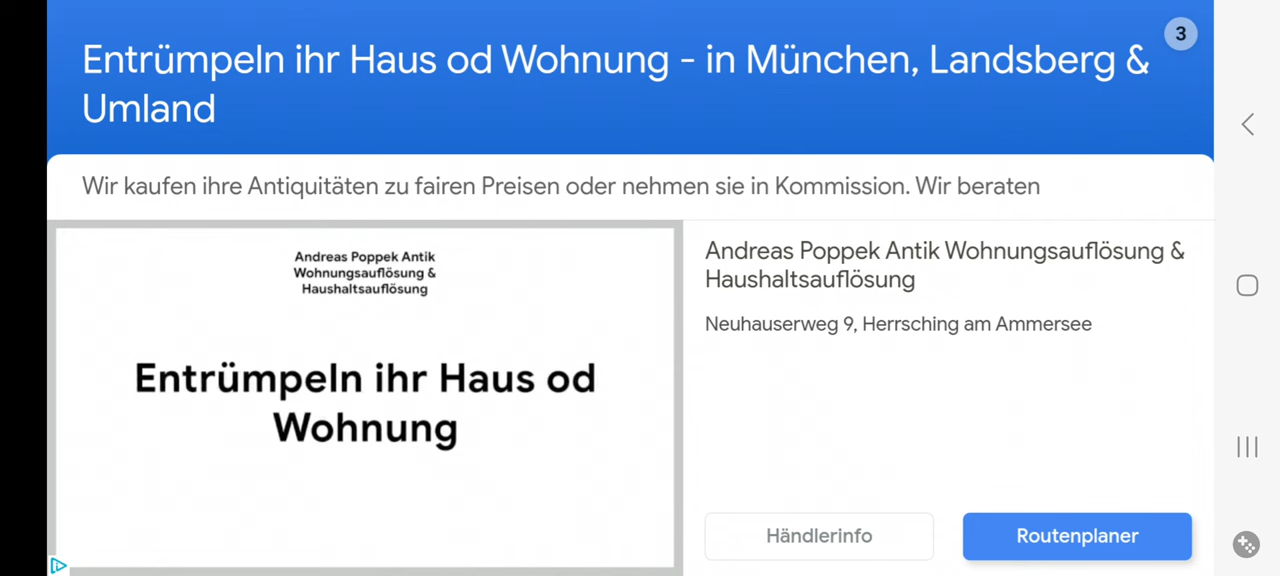 Entrümpeln ihr Haus od Wohnung - in München, Landsberg &
Umland
3
Wir kaufen ihre Antiquitäten zu fairen Preisen oder nehmen sie in Kommission. Wir beraten
Andreas Poppek Antik
Wohnungsauflösung &
Haushaltsauflösung
Entrümpeln ihr Haus od
Wohnung
Andreas Poppek Antik Wohnungsauflösung &
Haushaltsauflösung
Neuhauserweg 9, Herrsching am Ammersee
Händlerinfo
Routenplaner